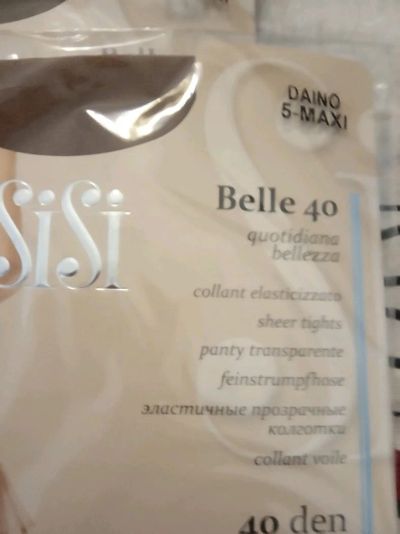 DAINO
5-MAXI
SiSi
Belle 40
quotidiana
bellezza
collant elasticizzato
sheer tights
panty transparente
feinstrumpfhose
эластичные прозрачные
колготки
collant voile
40 den